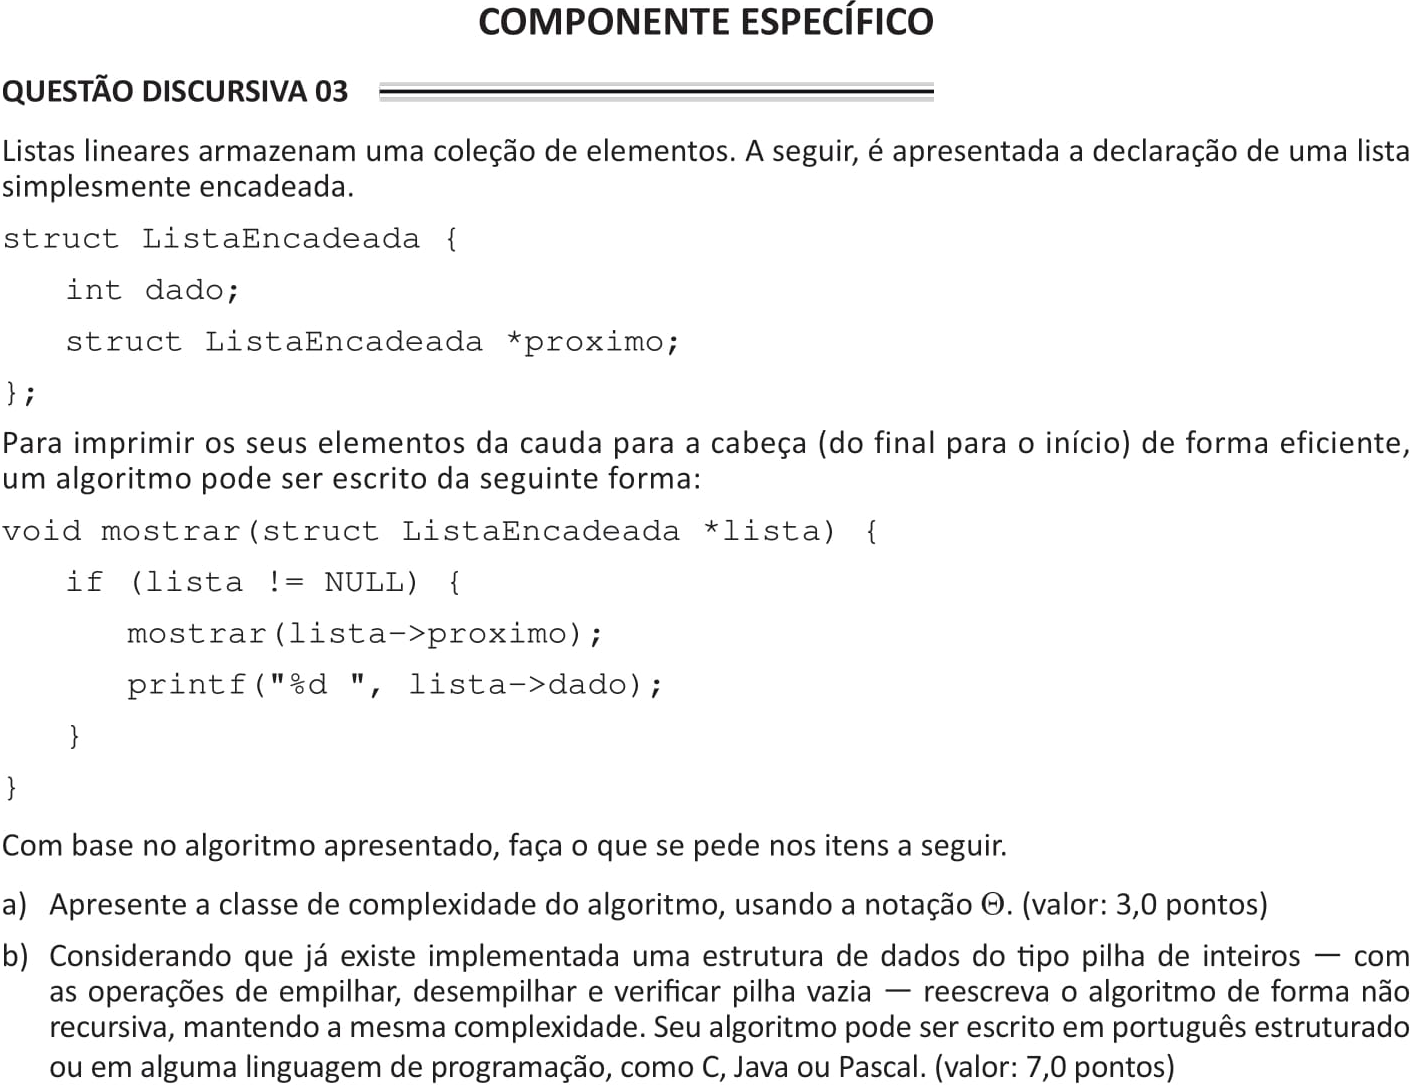 COMPONENTE ESPECÍFICO
QUESTÃO DISCURSIVA 03
Listas lineares armazenam uma coleção de elementos. A seguir, é apresentada a declaração de uma lista
simplesmente encadeada.
struct ListaEncadeada {
int dado;
struct ListaEncadeada *proximo;
};
Para imprimir os seus elementos da cauda para a cabeça (do final para o início) de forma eficiente,
um algoritmo pode ser escrito da seguinte forma:
void mostrar(struct ListaEncadeada *lista) {
if (lista != NULL) {
mostrar(lista->proximo);
printf("%d ", lista->dado);
}
}
Com base no algoritmo apresentado, faça o que se pede nos itens a seguir.
a) Apresente a classe de complexidade do algoritmo, usando a notação Θ. (valor: 3,0 pontos)
b) Considerando que já existe implementada uma estrutura de dados do tipo pilha de inteiros — com
as operações de empilhar, desempilhar e verificar pilha vazia — reescreva o algoritmo de forma não
recursiva, mantendo a mesma complexidade. Seu algoritmo pode ser escrito em português estruturado
ou em alguma linguagem de programação, como C, Java ou Pascal. (valor: 7,0 pontos)